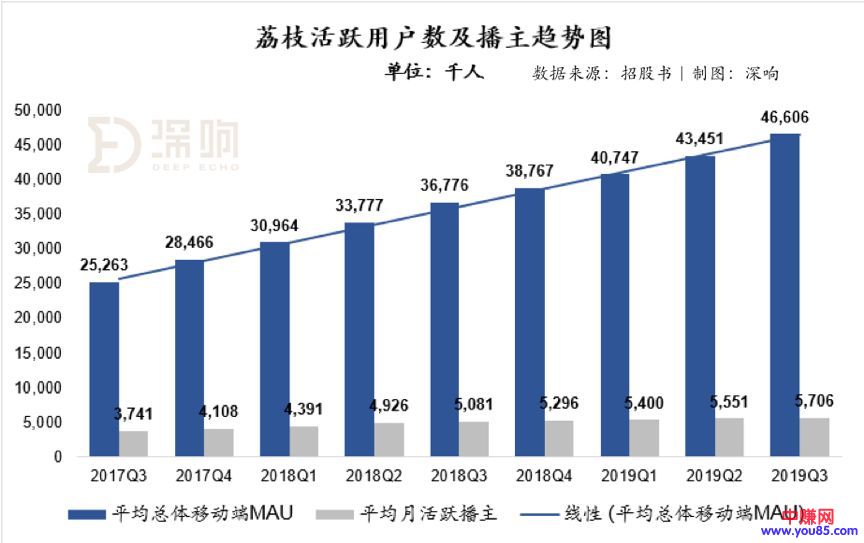 荔枝活跃用户数及播主趋势图
单位：千人 数据来源：招股书｜制图：深响
深响
DEEP ECHO
50,000
45,000
40,000
35,000
30,000
25,000
20,000
15,000
10,000
5,000
0
25,263 28,466 30,964 33,777 36,776 38,767 40,747 43,451 46,606
3,741 4,108 4,391 4,926 5,081 5,296 5,400 5,551 5,706
2017Q3 2017Q4 2018Q1 2018Q2 2018Q3 2018Q4 2019Q1 2019Q2 2019Q3
平均总体移动端MAU 平均月活跃播主 线性 (平均总体移动端MAU)
中赚网
www.you85.com